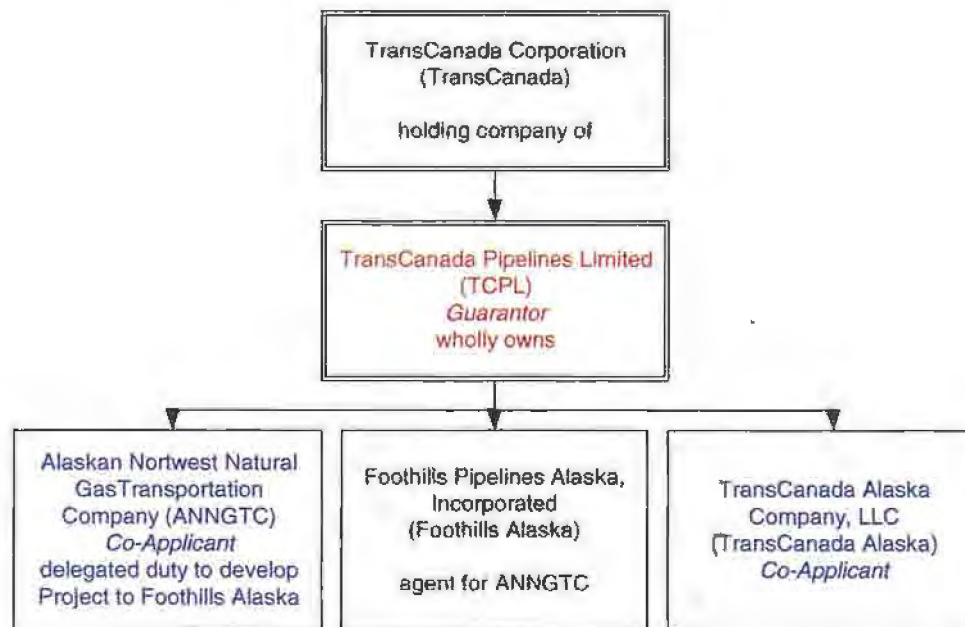 TransCanada Corporation
(TransCanada)
holding company of
TransCanada Pipelines Limited
(TCPL)
Guarantor
wholly owns
Alaskan Nortwest Natural
GasTransportation
Company (ANNGTC)
Co-Applicant
delegated duty to develop
Project to Foothills Alaska
Foothills Pipelines Alaska,
Incorporated
(Foothills Alaska)
agent for ANNGTC
TransCanada Alaska
Company, LLC
(TransCanada Alaska)
Co-Applicant